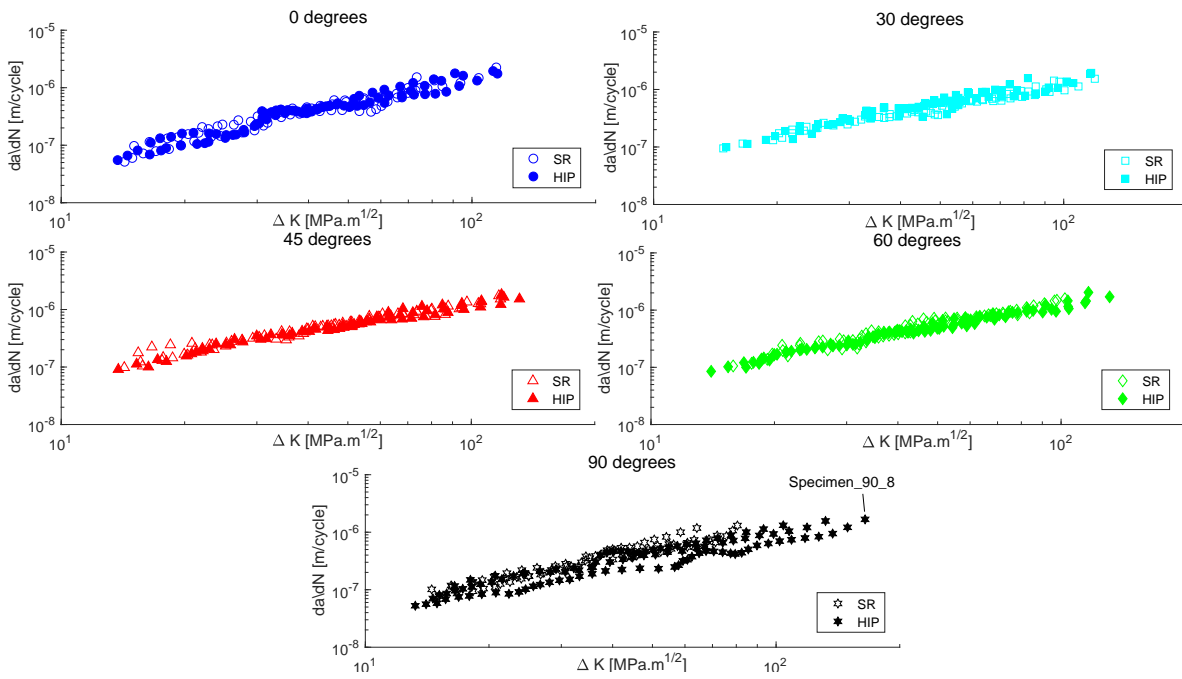 0 degrees
10^-5
10^-6
10^-7
10^-8
da\dN [m/cycle]
SR
HIP
10^1
10^2
Δ K [MPa.m^1/2]
30 degrees
10^-5
10^-6
10^-7
10^-8
da\dN [m/cycle]
SR
HIP
10^1
10^2
Δ K [MPa.m^1/2]
45 degrees
10^-5
10^-6
10^-7
10^-8
da\dN [m/cycle]
SR
HIP
10^1
10^2
Δ K [MPa.m^1/2]
60 degrees
10^-5
10^-6
10^-7
10^-8
da\dN [m/cycle]
SR
HIP
10^1
10^2
Δ K [MPa.m^1/2]
90 degrees
Specimen_90_8
10^-5
10^-6
10^-7
10^-8
da\dN [m/cycle]
SR
HIP
10^1
10^2
Δ K [MPa.m^1/2]